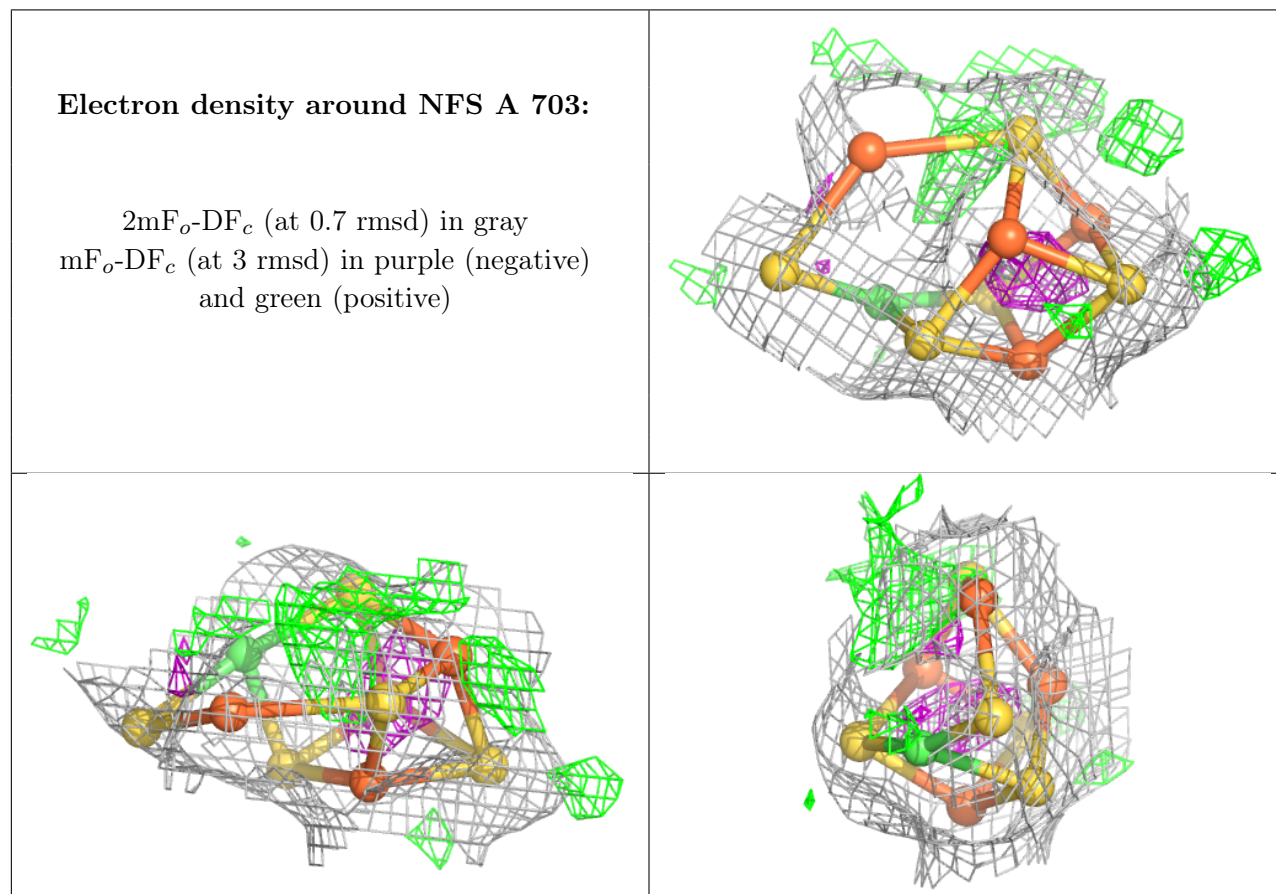 Electron density around NFS A 703:
2mFo-DFc (at 0.7 rmsd) in gray
mFo-DFc (at 3 rmsd) in purple (negative)
and green (positive)